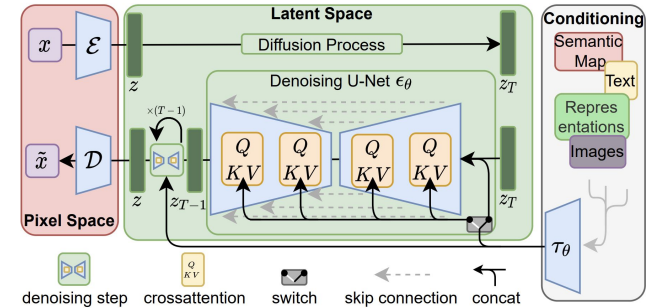 Latent Space
Conditioning
x
ℰ
Diffusion Process
z
z_T
Semantic
Map
Text
Repres
entations
Images
Denoising U-Net ϵ_θ
×(T−1)
Q
KV
Q
KV
Q
KV
Q
KV
x̃
𝒟
z
z_{T−1}
z_T
Pixel Space
τ_θ
Q
KV
denoising step
crossattention
switch
skip connection
concat